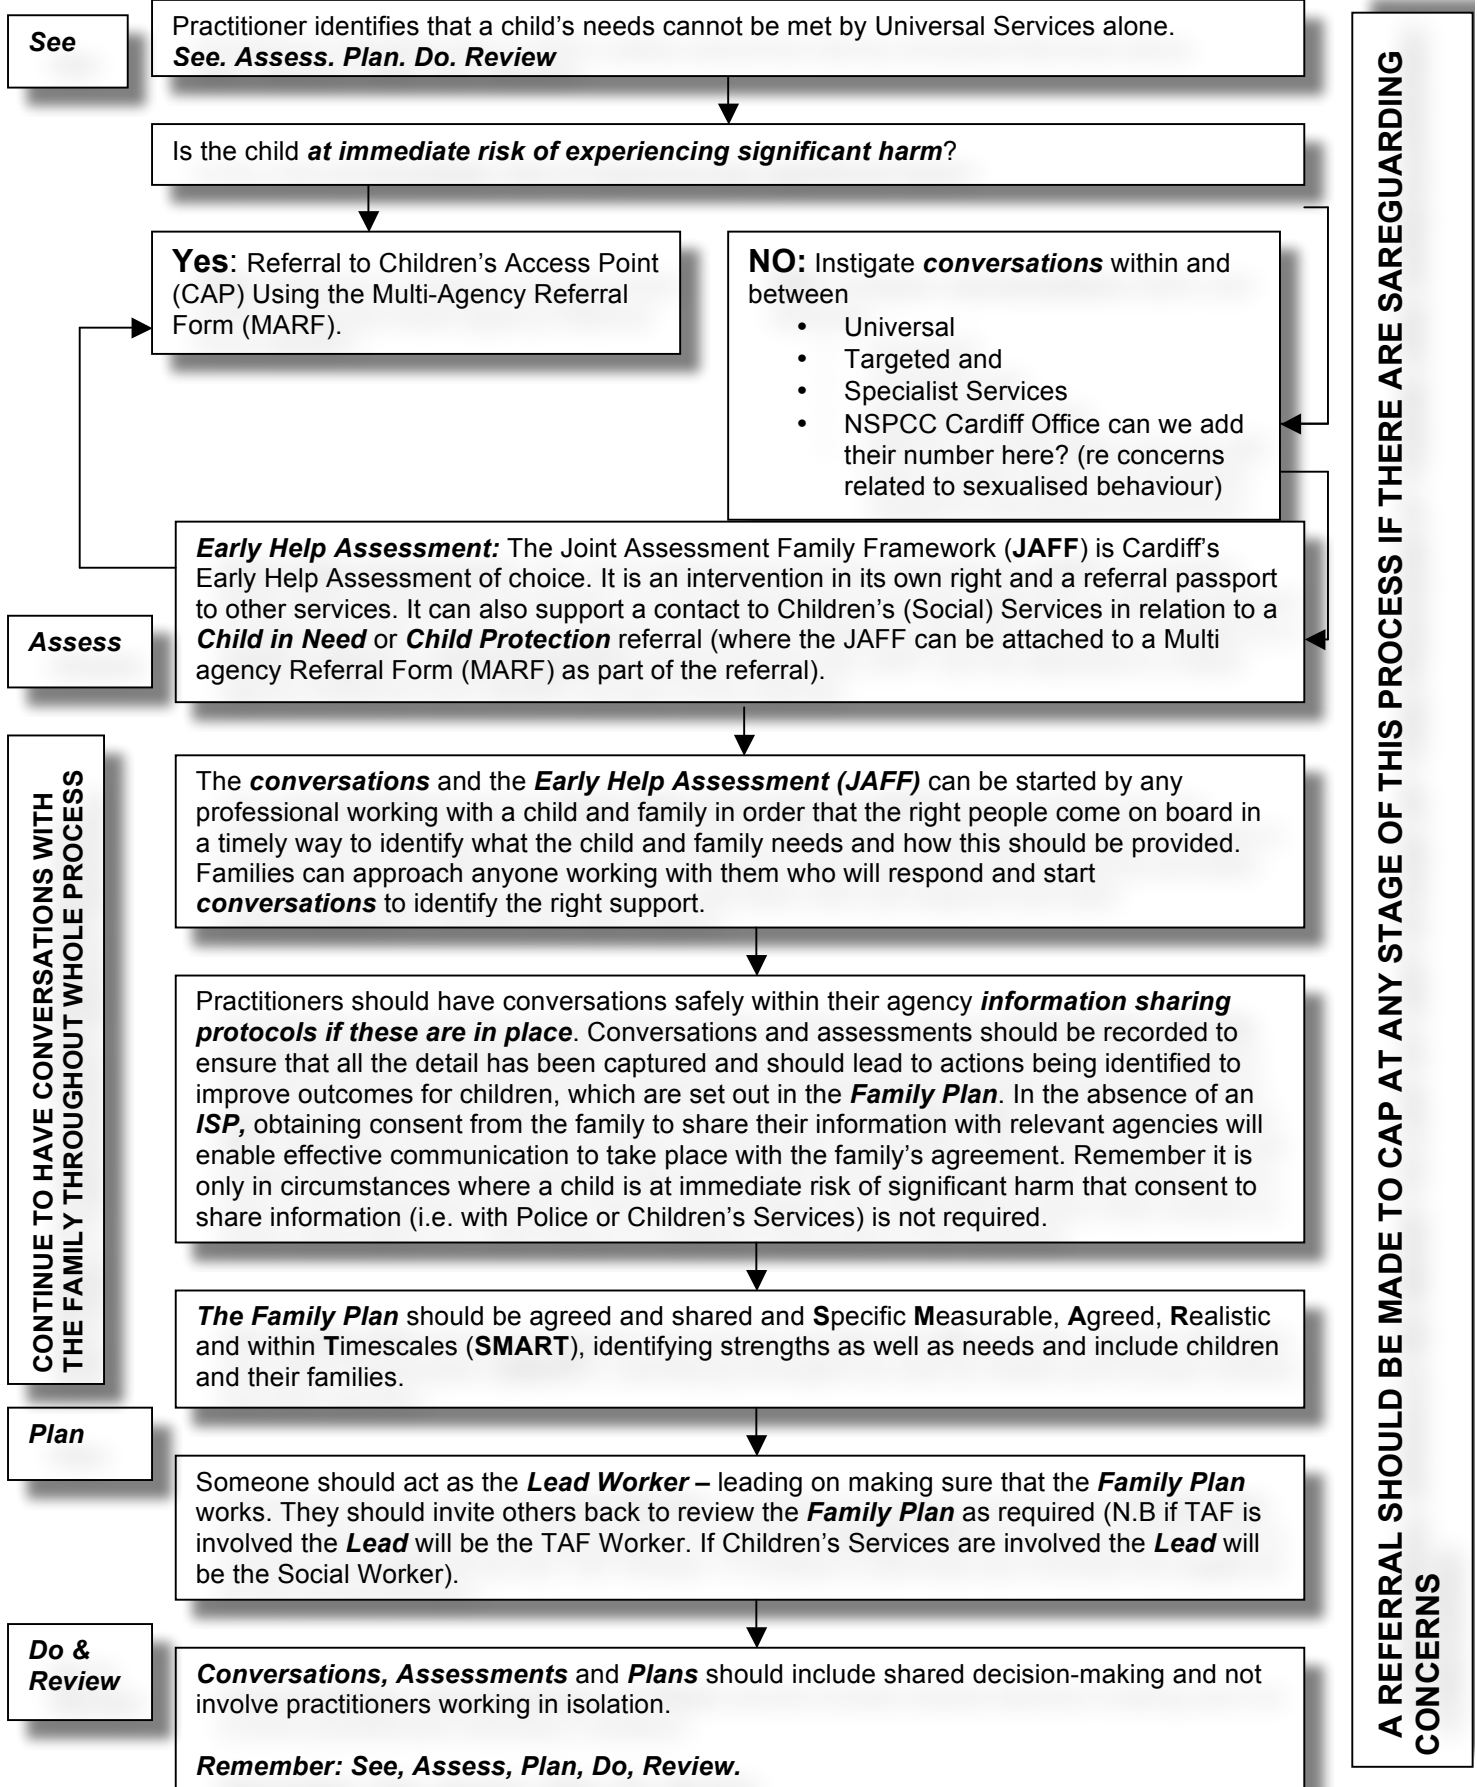 See
Practitioner identifies that a child's needs cannot be met by Universal Services alone.
See. Assess. Plan. Do. Review
Is the child at immediate risk of experiencing significant harm?
Yes: Referral to Children's Access Point
(CAP) Using the Multi-Agency Referral
Form (MARF).
NO: Instigate conversations within and
between
• Universal
• Targeted and
• Specialist Services
• NSPCC Cardiff Office can we add
their number here? (re concerns
related to sexualised behaviour)
Assess
Early Help Assessment: The Joint Assessment Family Framework (JAFF) is Cardiff's
Early Help Assessment of choice. It is an intervention in its own right and a referral passport
to other services. It can also support a contact to Children's (Social) Services in relation to a
Child in Need or Child Protection referral (where the JAFF can be attached to a Multi
agency Referral Form (MARF) as part of the referral).
CONTINUE TO HAVE CONVERSATIONS WITH
THE FAMILY THROUGHOUT WHOLE PROCESS
The conversations and the Early Help Assessment (JAFF) can be started by any
professional working with a child and family in order that the right people come on board in
a timely way to identify what the child and family needs and how this should be provided.
Families can approach anyone working with them who will respond and start
conversations to identify the right support.
Practitioners should have conversations safely within their agency information sharing
protocols if these are in place. Conversations and assessments should be recorded to
ensure that all the detail has been captured and should lead to actions being identified to
improve outcomes for children, which are set out in the Family Plan. In the absence of an
ISP, obtaining consent from the family to share their information with relevant agencies will
enable effective communication to take place with the family's agreement. Remember it is
only in circumstances where a child is at immediate risk of significant harm that consent to
share information (i.e. with Police or Children's Services) is not required.
The Family Plan should be agreed and shared and Specific Measurable, Agreed, Realistic
and within Timescales (SMART), identifying strengths as well as needs and include children
and their families.
Plan
Someone should act as the Lead Worker – leading on making sure that the Family Plan
works. They should invite others back to review the Family Plan as required (N.B if TAF is
involved the Lead will be the TAF Worker. If Children's Services are involved the Lead will
be the Social Worker).
Do &
Review
Conversations, Assessments and Plans should include shared decision-making and not
involve practitioners working in isolation.
Remember: See, Assess, Plan, Do, Review.
A REFERRAL SHOULD BE MADE TO CAP AT ANY STAGE OF THIS PROCESS IF THERE ARE SAREGUARDING
CONCERNS